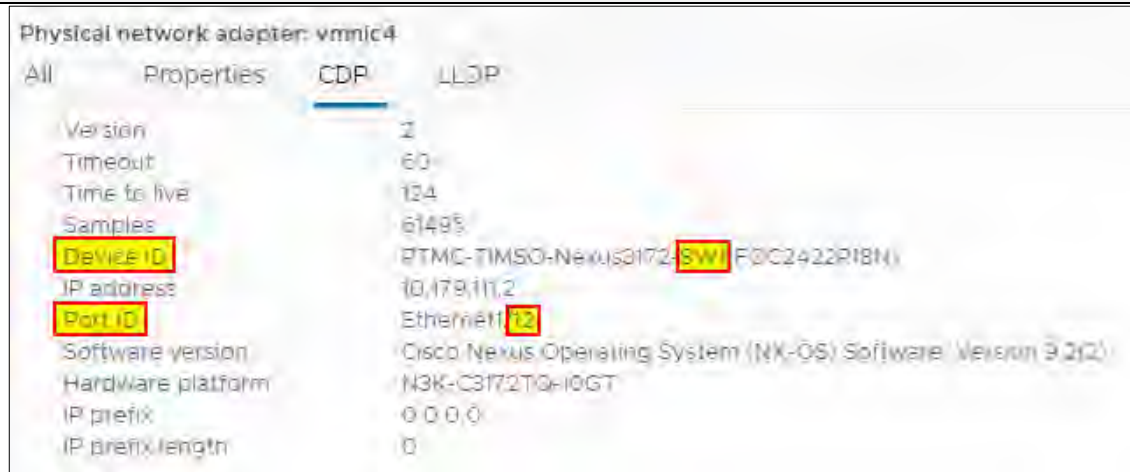 Physical network adapter: vmnic4
All Properties CDP LLDP
Version 2
Timeout 60
Time to live 124
Samples 61495
Device ID PTMC-TIMSO-Nexus3172-SW1(FOC2422R18N)
IP address 10.179.111.2
Port ID Ethernet1/12
Software version Cisco Nexus Operating System (NX-OS) Software, Version 9.2(2)
Hardware platform N3K-C3172TQ-10GT
IP prefix 0.0.0.0
IP prefix length 0